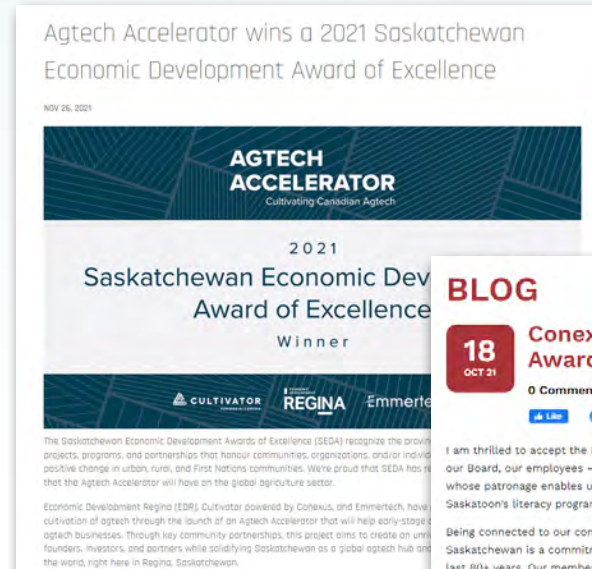 Agtech Accelerator wins a 2021 Saskatchewan
Economic Development Award of Excellence
NOV 26, 2021
AGTECH
ACCELERATOR
Cultivating Canadian Agtech
2021
Saskatchewan Economic Dev
Award of Excellence
Winner
CULTIVATOR
REGINA
Emmerte
The Saskatchewan Economic Development Awards of Excellence (SEDA) recognize the provin
projects, programs, and partnerships that honour communities, organizations, and/or individ
positive change in urban, rural, and First Nations communities. We're proud that SEDA has re
that the Agtech Accelerator will have on the global agriculture sector.
Economic Development Regina (EDR), Cultivator powered by Conexus, and Emmertech, have
cultivation of agtech through the launch of an Agtech Accelerator that will help early-stage
agtech businesses. Through key community partnerships, this project aims to create an unri
founders, investors, and partners while solidifying Saskatchewan as a global agtech hub and
the world, right here in Regina, Saskatchewan.
BLOG
18
OCT 21
Conex
Award
0 Commen
Like
I am thrilled to accept the
our Board, our employees –
whose patronage enables u
Saskatoon's literacy program
Being connected to our con
Saskatchewan is a commitm
last 80+ years. Our membe